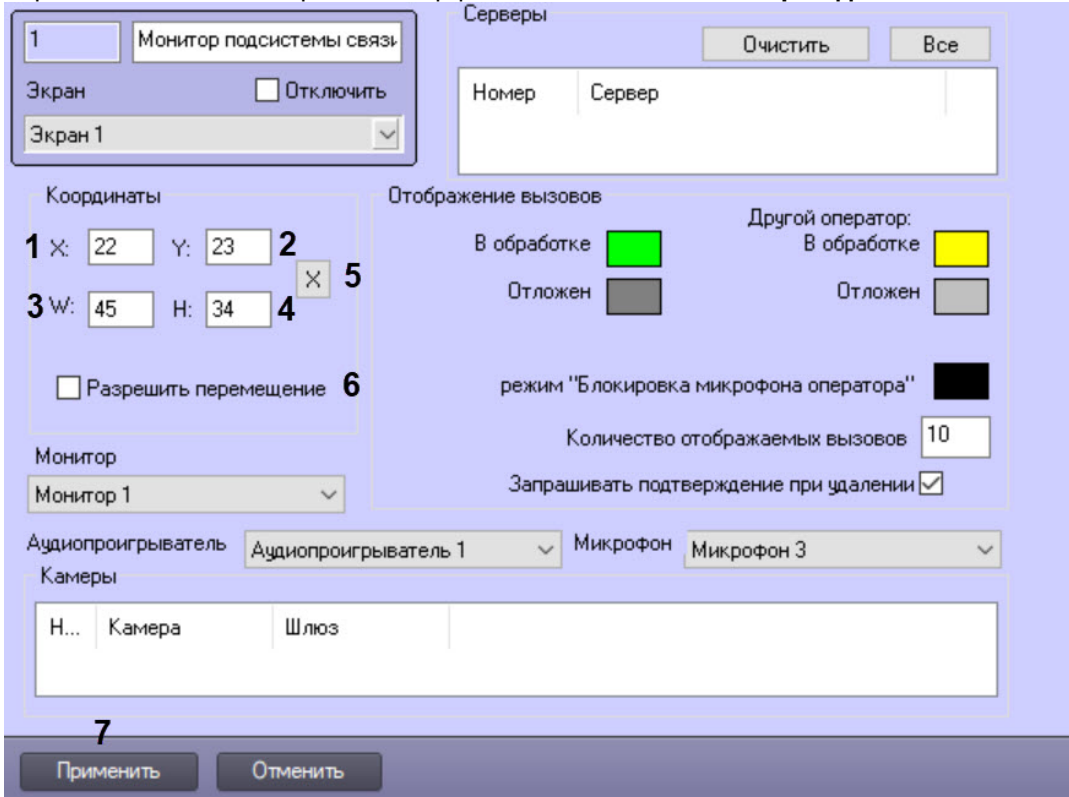 1 Монитор подсистемы связи
Экран Отключить
Экран 1
Серверы
Очистить Все
Номер Сервер
Координаты
1 X: 22 Y: 23 2
X 5
3 W: 45 H: 34 4
Разрешить перемещение 6
Отображение вызовов
Другой оператор:
В обработке В обработке
Отложен Отложен
режим "Блокировка микрофона оператора"
Количество отображаемых вызовов 10
Запрашивать подтверждение при удалении
Монитор
Монитор 1
Аудиопроигрыватель Аудиопроигрыватель 1 Микрофон Микрофон 3
Камеры
Н... Камера Шлюз
7
Применить Отменить